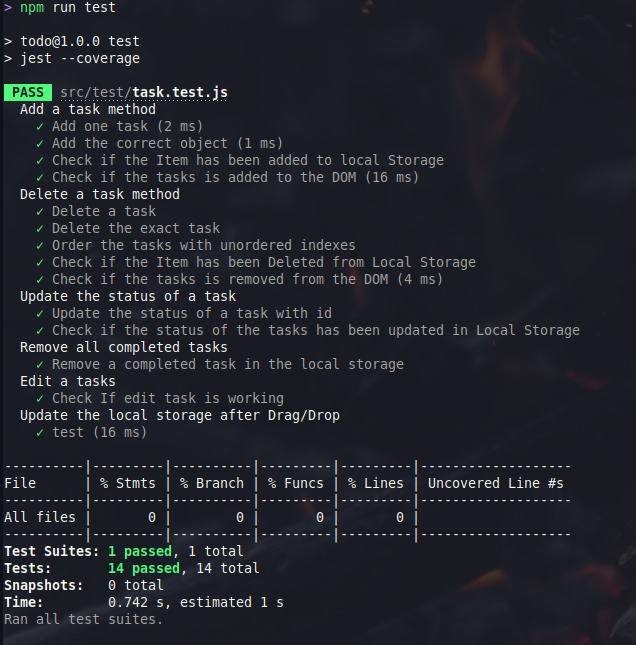 > npm run test
> todo@1.0.0 test
> jest --coverage
PASS src/test/task.test.js
Add a task method
✓ Add one task (2 ms)
✓ Add the correct object (1 ms)
✓ Check if the Item has been added to local Storage
✓ Check if the tasks is added to the DOM (16 ms)
Delete a task method
✓ Delete a task
✓ Delete the exact task
✓ Order the tasks with unordered indexes
✓ Check if the Item has been Deleted from Local Storage
✓ Check if the tasks is removed from the DOM (4 ms)
Update the status of a task
✓ Update the status of a task with id
✓ Check if the status of the tasks has been updated in Local Storage
Remove all completed tasks
✓ Remove a completed task in the local storage
Edit a tasks
✓ Check If edit task is working
Update the local storage after Drag/Drop
✓ test (16 ms)
----------|---------|----------|---------|---------|-------------------
File      | % Stmts | % Branch | % Funcs | % Lines | Uncovered Line #s
----------|---------|----------|---------|---------|-------------------
All files |       0 |        0 |       0 |       0 |
----------|---------|----------|---------|---------|-------------------
Test Suites: 1 passed, 1 total
Tests:       14 passed, 14 total
Snapshots:   0 total
Time:        0.742 s, estimated 1 s
Ran all test suites.